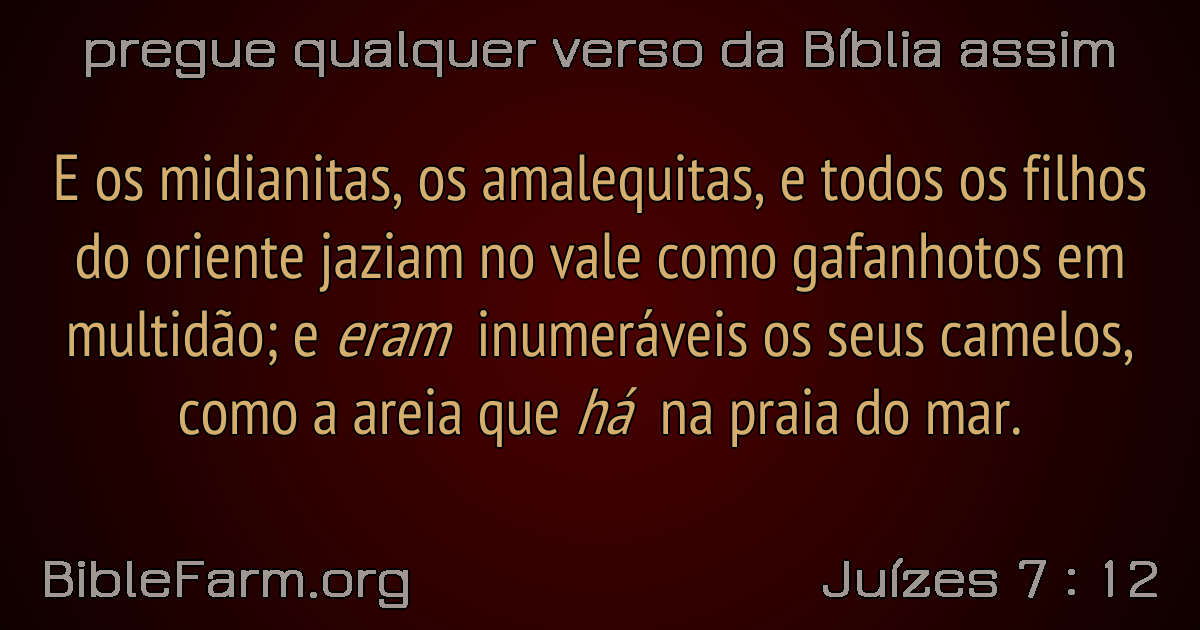 pregue qualquer verso da Bíblia assim
E os midianitas, os amalequitas, e todos os filhos
do oriente jaziam no vale como gafanhotos em
multidão; e eram inumeráveis os seus camelos,
como a areia que há na praia do mar.
BibleFarm.org
Juízes 7 : 12